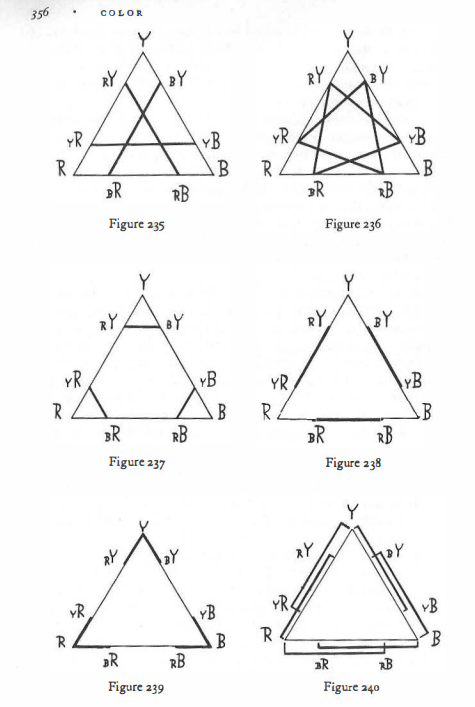 356 • COLOR
Y Y
RY BY RY BY
YR YB YR YB
R B R B
BR RB BR RB
Figure 235 Figure 236
Y Y
RY BY RY BY
YR YB YR YB
R B R B
BR RB BR RB
Figure 237 Figure 238
Y Y
RY BY RY BY
YR YB YR YB
R B R B
BR RB BR RB
Figure 239 Figure 240